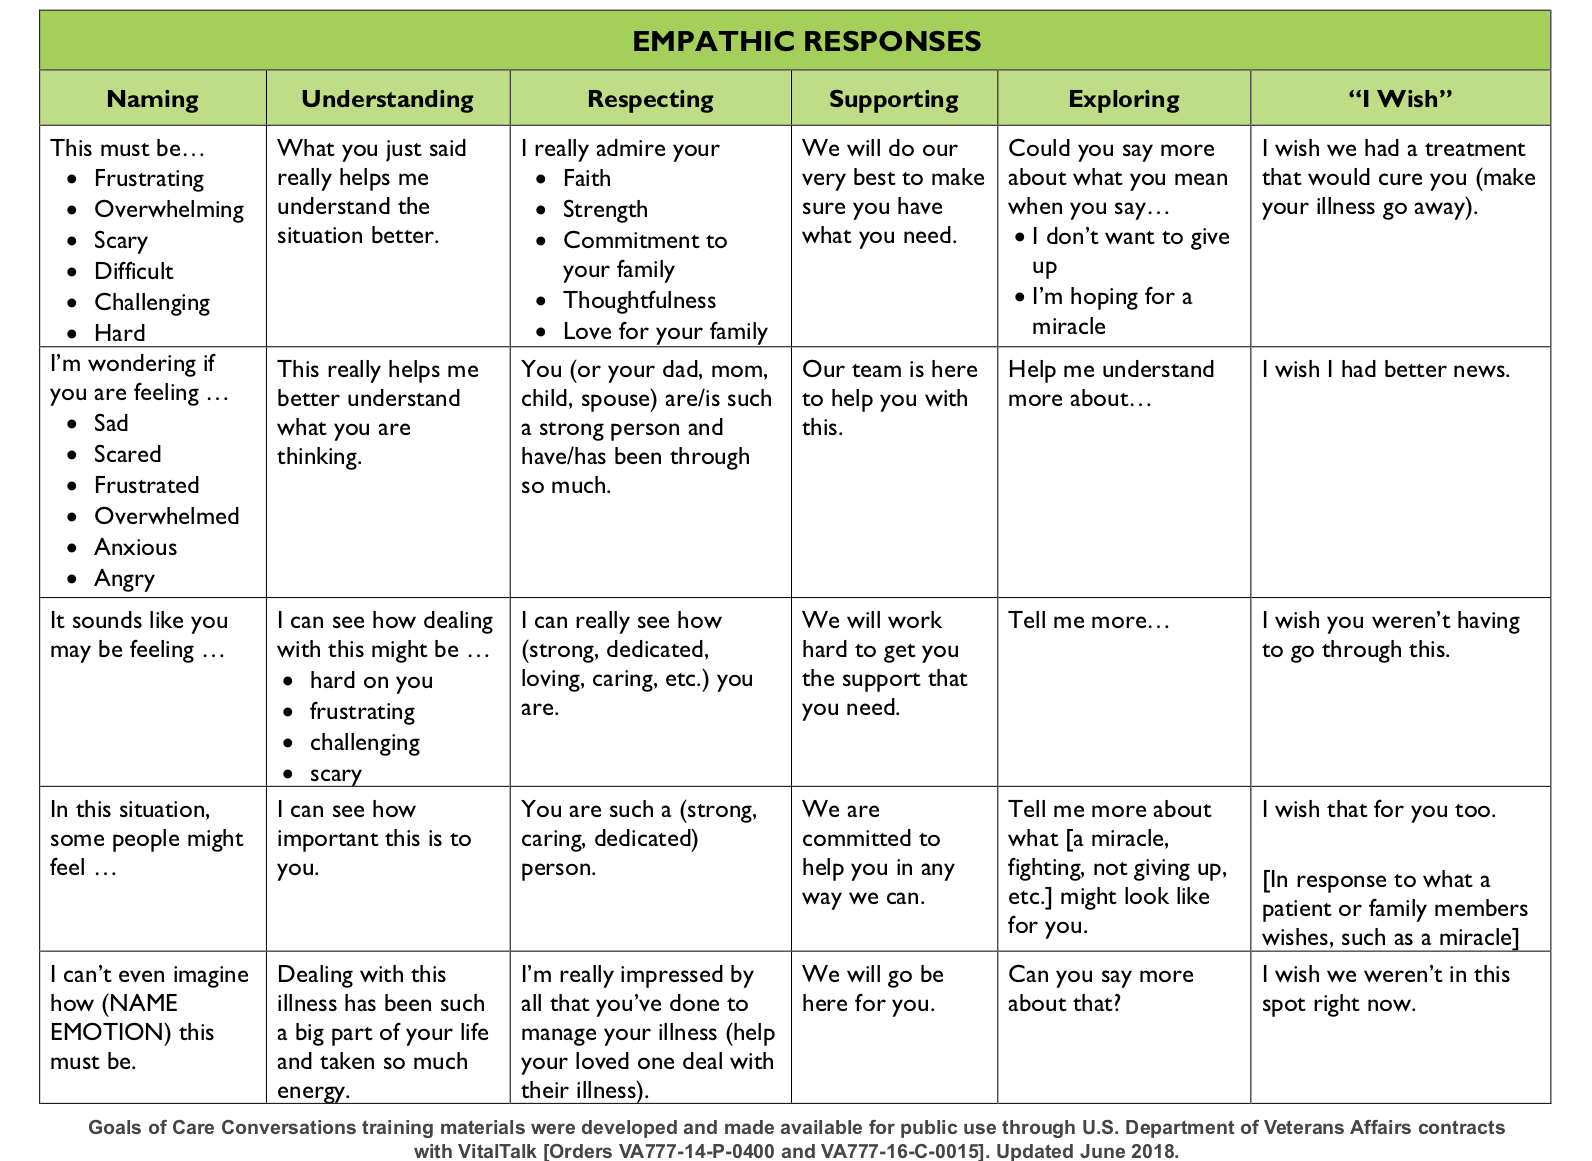 EMPATHIC RESPONSES
Naming
Understanding
Respecting
Supporting
Exploring
“I Wish”
This must be…
• Frustrating
• Overwhelming
• Scary
• Difficult
• Challenging
• Hard
What you just said
really helps me
understand the
situation better.
I really admire your
• Faith
• Strength
• Commitment to
your family
• Thoughtfulness
• Love for your family
We will do our
very best to make
sure you have
what you need.
Could you say more
about what you mean
when you say…
• I don’t want to give
up
• I’m hoping for a
miracle
I wish we had a treatment
that would cure you (make
your illness go away).
I’m wondering if
you are feeling …
• Sad
• Scared
• Frustrated
• Overwhelmed
• Anxious
• Angry
This really helps me
better understand
what you are
thinking.
You (or your dad, mom,
child, spouse) are/is such
a strong person and
have/has been through
so much.
Our team is here
to help you with
this.
Help me understand
more about…
I wish I had better news.
It sounds like you
may be feeling …
I can see how dealing
with this might be …
• hard on you
• frustrating
• challenging
• scary
I can really see how
(strong, dedicated,
loving, caring, etc.) you
are.
We will work
hard to get you
the support that
you need.
Tell me more…
I wish you weren’t having
to go through this.
In this situation,
some people might
feel …
I can see how
important this is to
you.
You are such a (strong,
caring, dedicated)
person.
We are
committed to
help you in any
way we can.
Tell me more about
what [a miracle,
fighting, not giving up,
etc.] might look like
for you.
I wish that for you too.
[In response to what a
patient or family members
wishes, such as a miracle]
I can’t even imagine
how (NAME
EMOTION) this
must be.
Dealing with this
illness has been such
a big part of your life
and taken so much
energy.
I’m really impressed by
all that you’ve done to
manage your illness (help
your loved one deal with
their illness).
We will go be
here for you.
Can you say more
about that?
I wish we weren’t in this
spot right now.
Goals of Care Conversations training materials were developed and made available for public use through U.S. Department of Veterans Affairs contracts
with VitalTalk [Orders VA777-14-P-0400 and VA777-16-C-0015]. Updated June 2018.